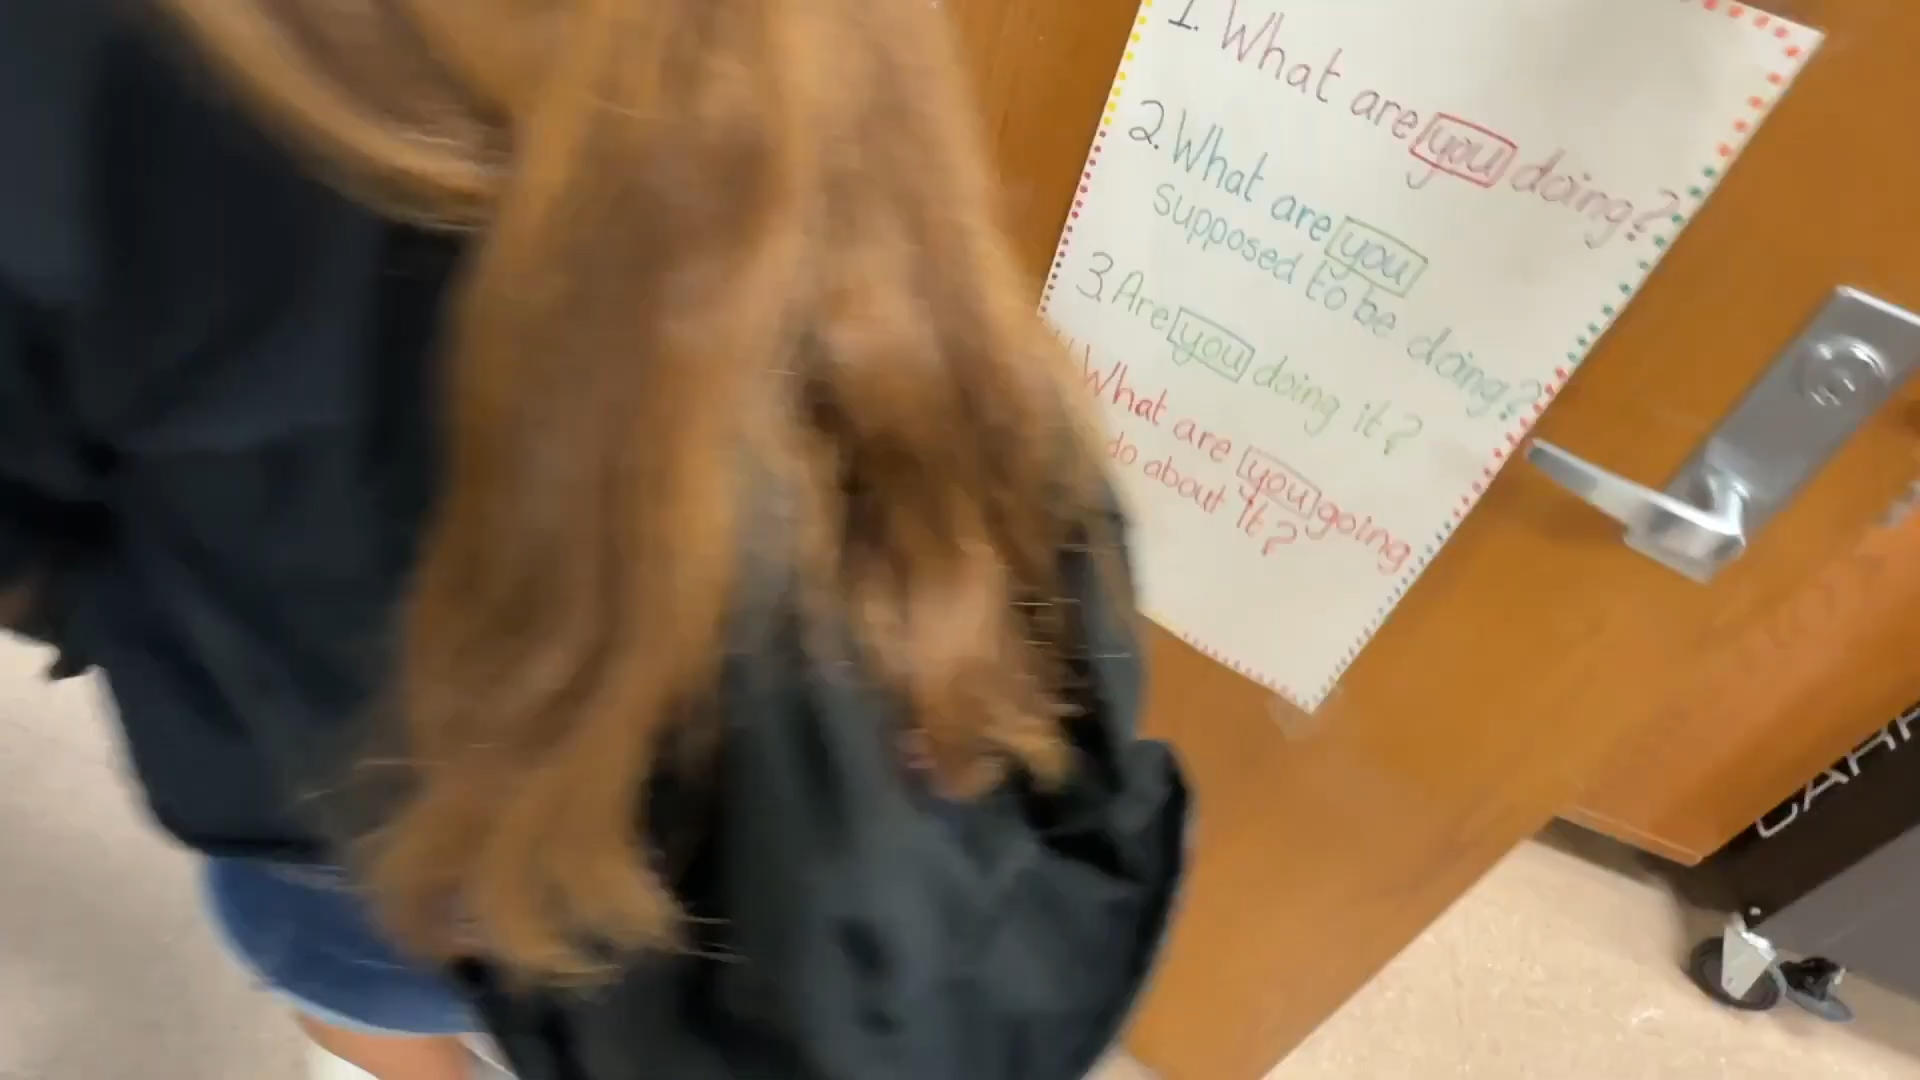 1. What are you doing?
2. What are you
supposed to be doing?
3. Are you doing it?
What are you going
do about it?